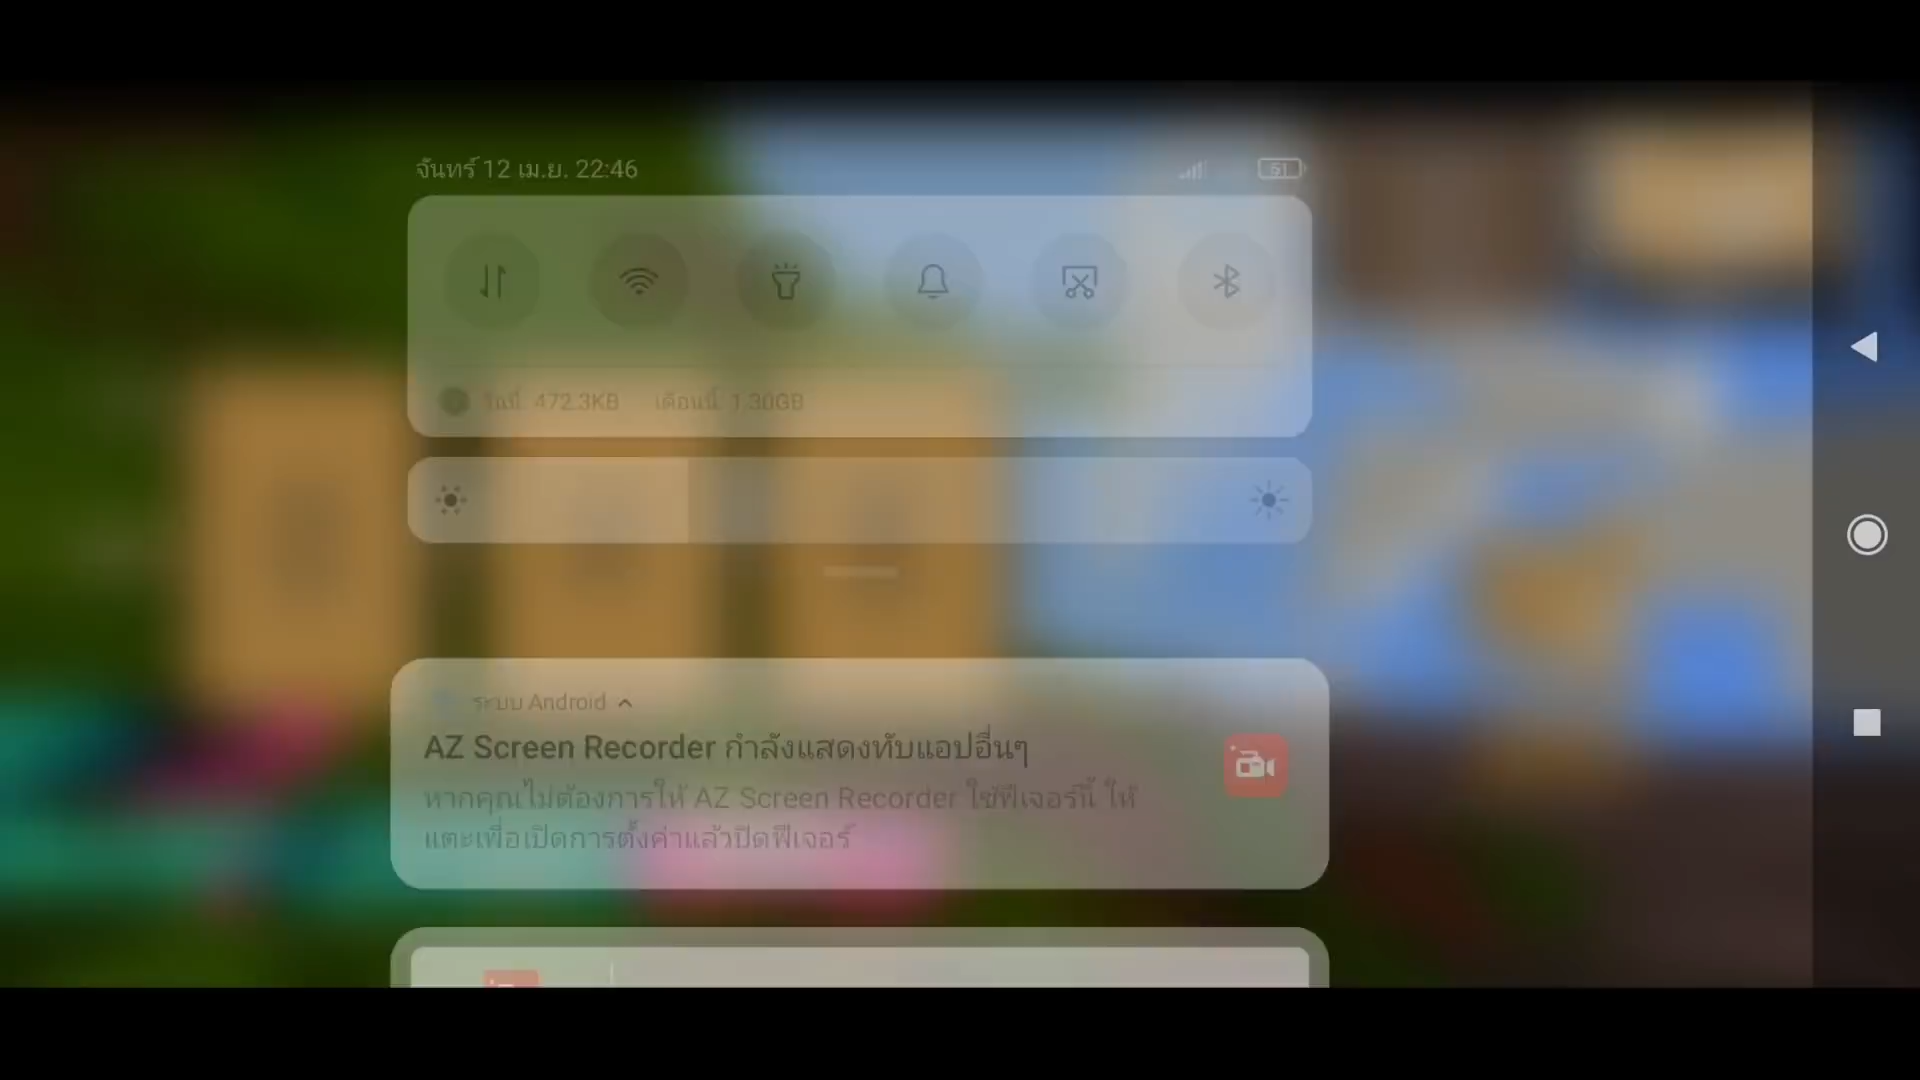 จันทร์ 12 เม.ย. 22:46
51
วันนี้: 472.3KB เดือนนี้: 1.30GB
ระบบ Android
AZ Screen Recorder กำลังแสดงทับแอปอื่นๆ
หากคุณไม่ต้องการให้ AZ Screen Recorder ใช้ฟีเจอร์นี้ ให้
แตะเพื่อเปิดการตั้งค่าแล้วปิดฟีเจอร์